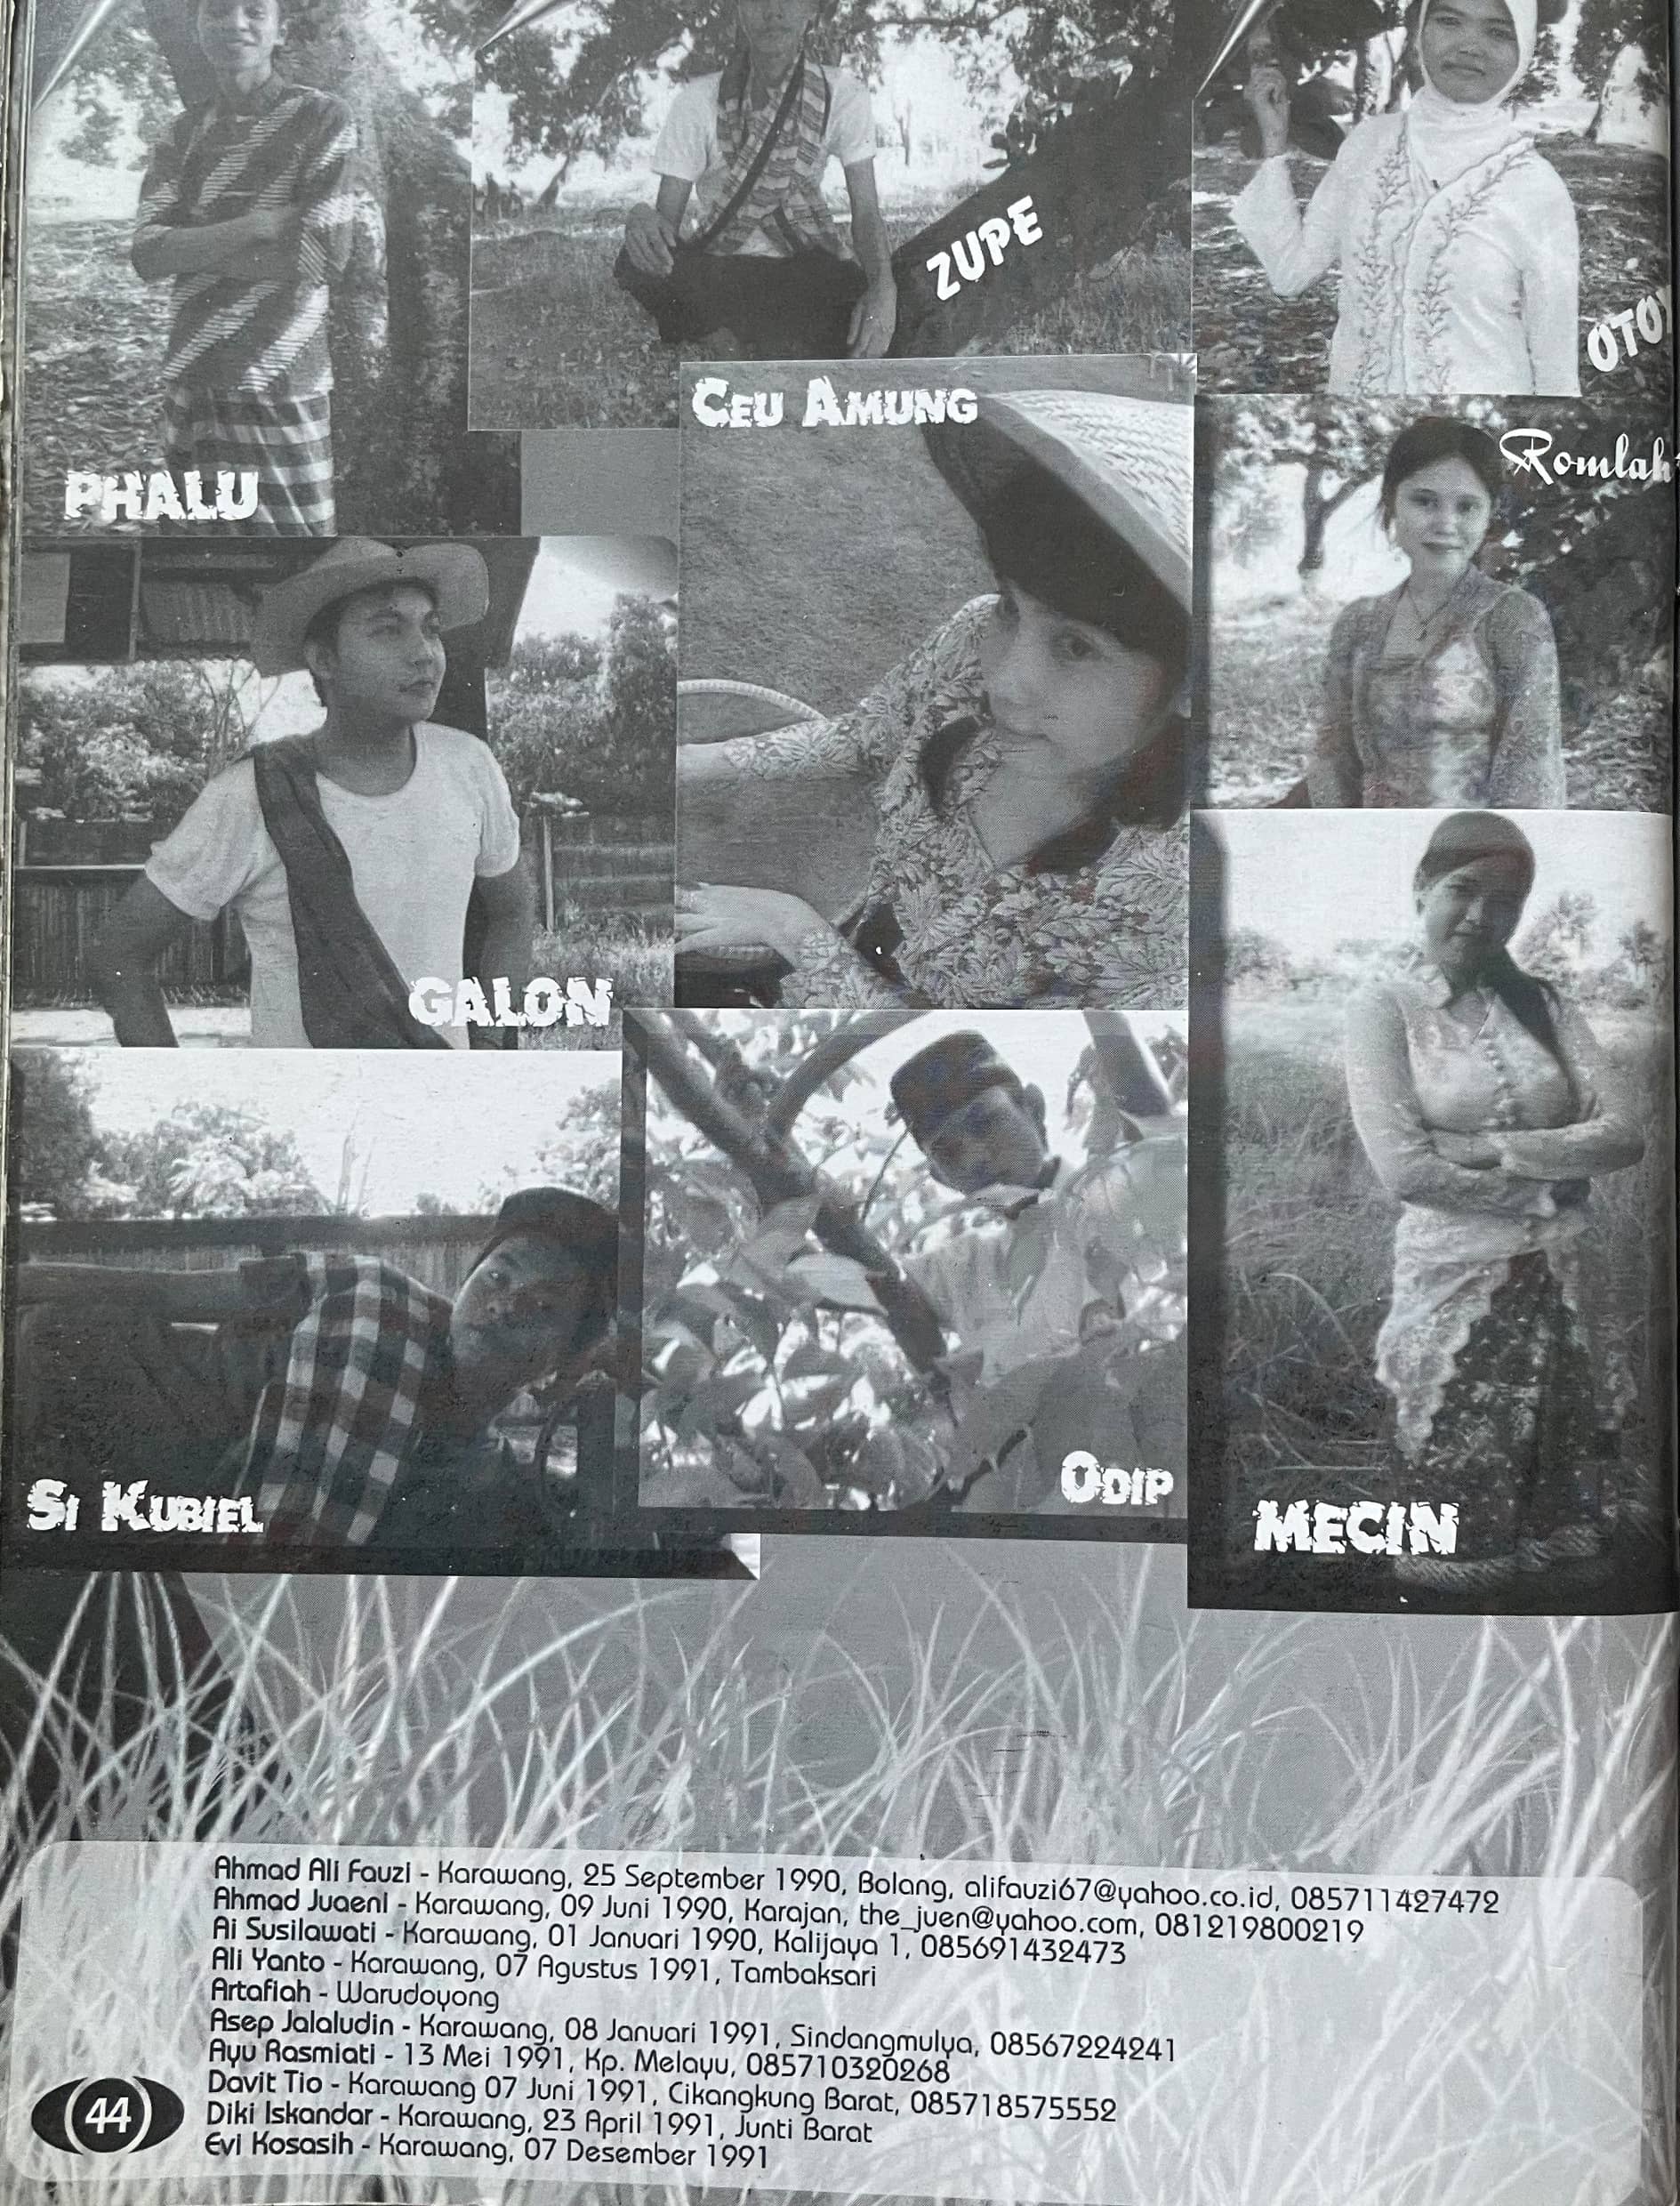 ZUPE
CEU AMUNG
Romlah
PHALU
GALON
SI KUBIEL
ODIP
MECIN
Ahmad Ali Fauzi - Karawang, 25 September 1990, Bolang, alifauzi67@yahoo.co.id, 085711427472
Ahmad Juaeni - Karawang, 09 Juni 1990, Karajan, the_juen@yahoo.com, 081219800219
Ai Susilawati - Karawang, 01 Januari 1990, Kalijaya 1, 085691432473
Ali Yanto - Karawang, 07 Agustus 1991, Tambaksari
Artafiah - Warudoyong
Asep Jalaludin - Karawang, 08 Januari 1991, Sindangmulya, 08567224241
Ayu Rasmiati - 13 Mei 1991, Kp. Melayu, 085710320268
Davit Tio - Karawang 07 Juni 1991, Cikangkung Barat, 085718575552
Diki Iskandar - Karawang, 23 April 1991, Junti Barat
Evi Kosasih - Karawang, 07 Desember 1991
44